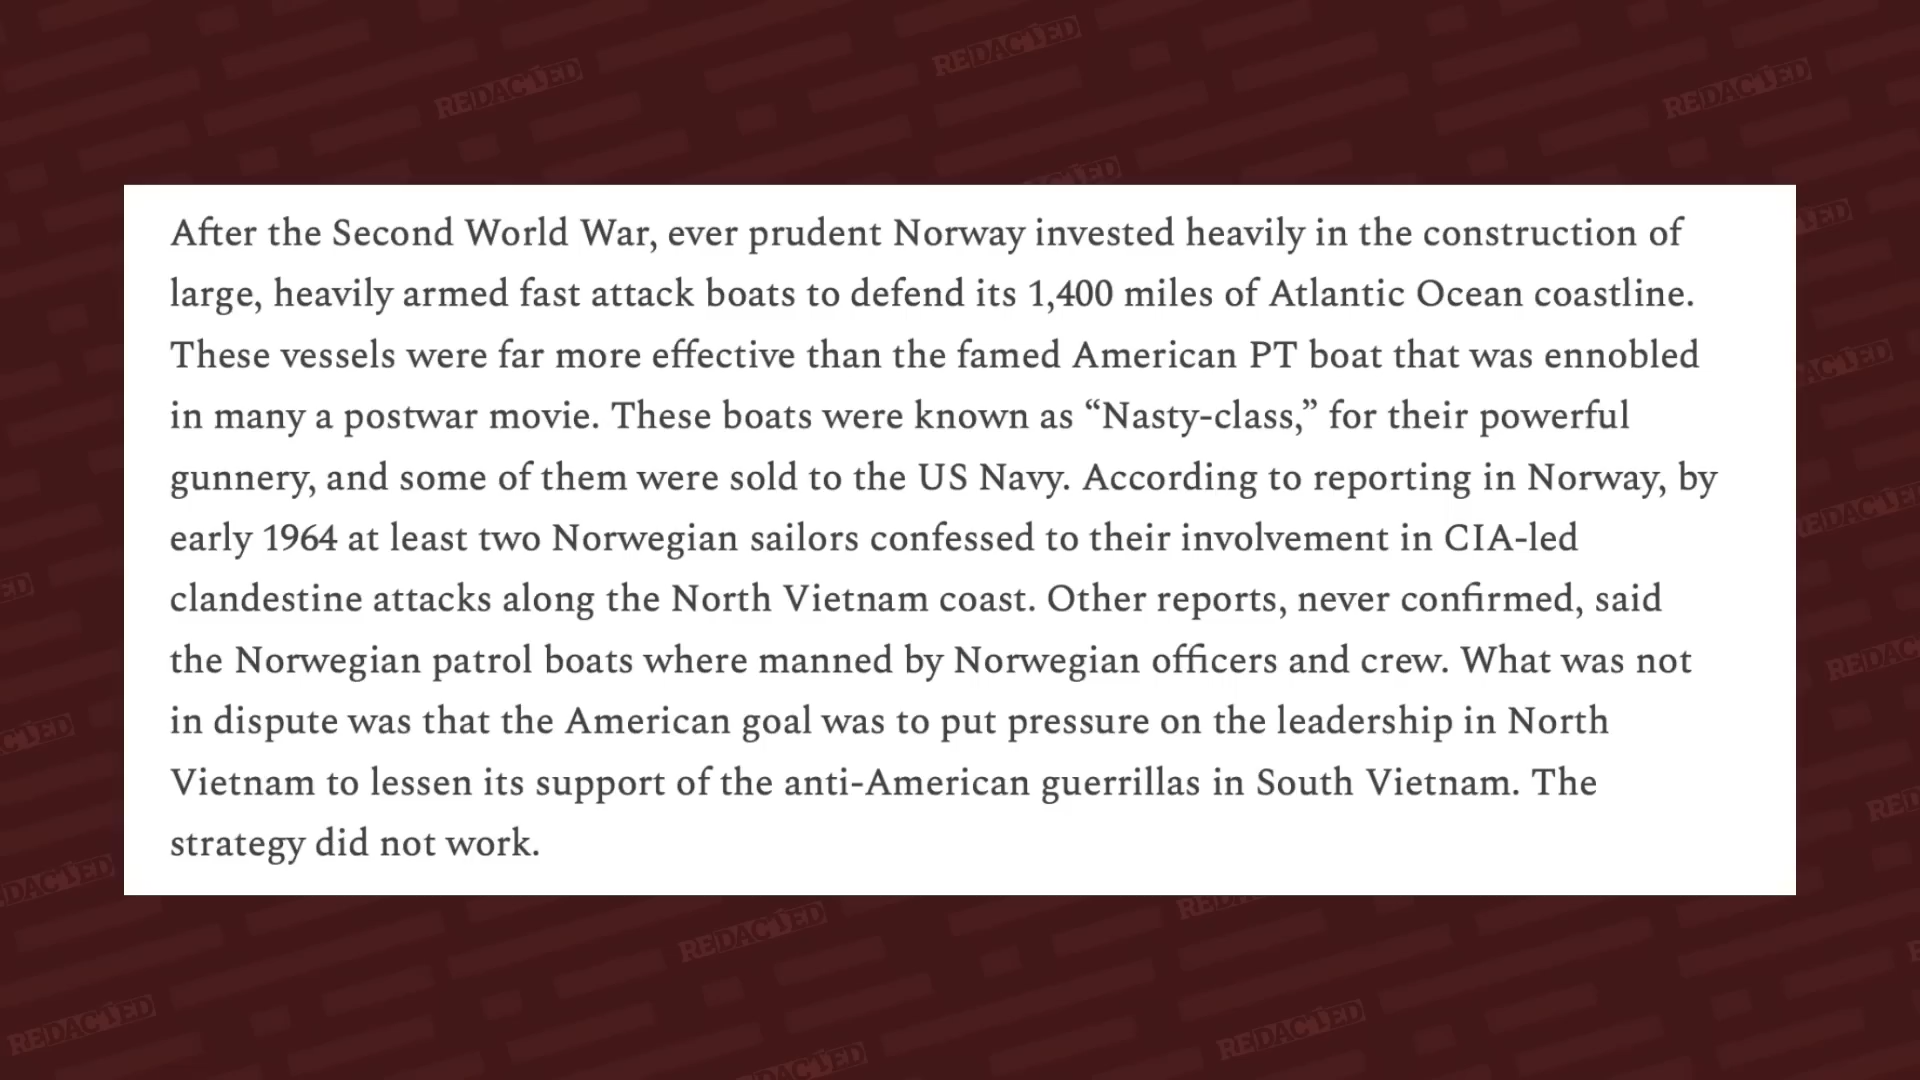 REDACTED
REDACTED
REDACTED
After the Second World War, ever prudent Norway invested heavily in the construction of
large, heavily armed fast attack boats to defend its 1,400 miles of Atlantic Ocean coastline.
These vessels were far more effective than the famed American PT boat that was ennobled
in many a postwar movie. These boats were known as “Nasty-class,” for their powerful
gunnery, and some of them were sold to the US Navy. According to reporting in Norway, by
early 1964 at least two Norwegian sailors confessed to their involvement in CIA-led
clandestine attacks along the North Vietnam coast. Other reports, never confirmed, said
the Norwegian patrol boats where manned by Norwegian officers and crew. What was not
in dispute was that the American goal was to put pressure on the leadership in North
Vietnam to lessen its support of the anti-American guerrillas in South Vietnam. The
strategy did not work.
REDACTED
REDACTED
REDACTED